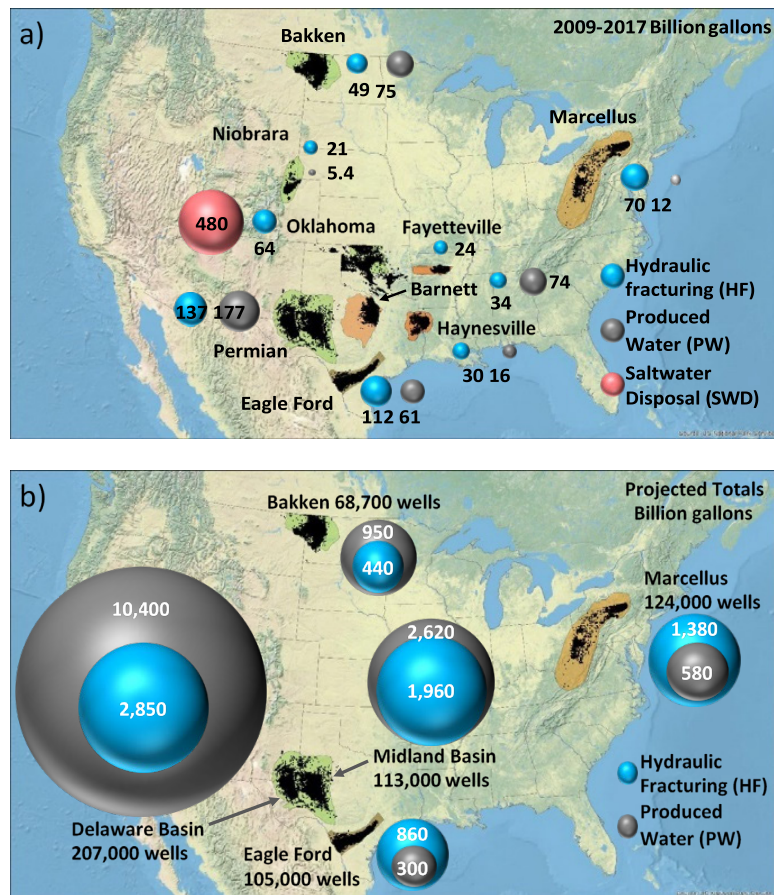 a)
2009-2017 Billion gallons
Bakken
49 75
Marcellus
Niobrara
21
5.4
70 12
480
Oklahoma
64
Fayetteville
24
Barnett
34
74
Hydraulic
fracturing (HF)
137 177
Permian
Haynesville
30 16
Produced
Water (PW)
Eagle Ford
112 61
Saltwater
Disposal (SWD)
b)
Bakken 68,700 wells
Projected Totals
Billion gallons
950
440
Marcellus
124,000 wells
10,400
2,620
1,380
580
2,850
1,960
Midland Basin
113,000 wells
Hydraulic
Fracturing (HF)
Produced
Water (PW)
Delaware Basin
207,000 wells
Eagle Ford
105,000 wells
860
300